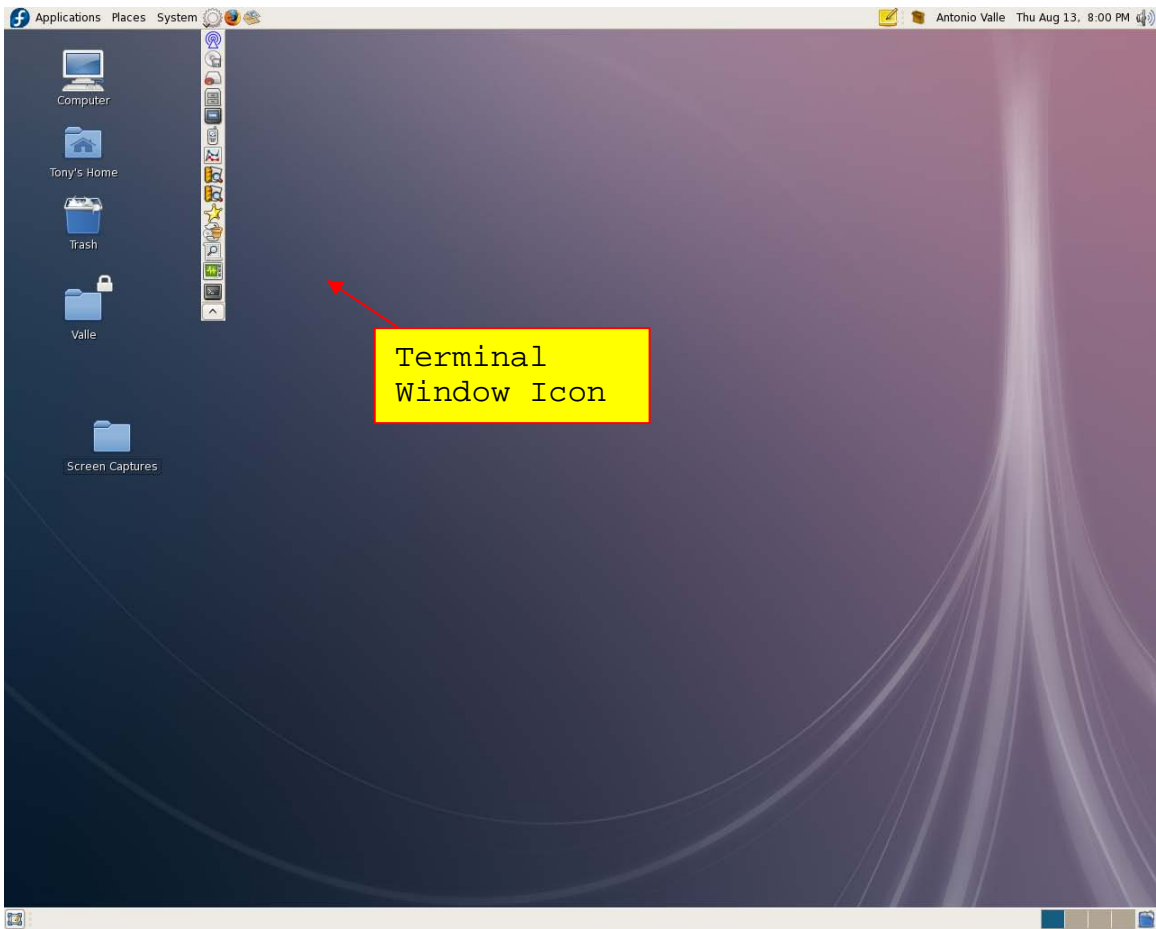 Applications Places System
Antonio Valle Thu Aug 13, 8:00 PM
Computer
Tony's Home
Trash
Valle
Terminal
Window Icon
Screen Captures